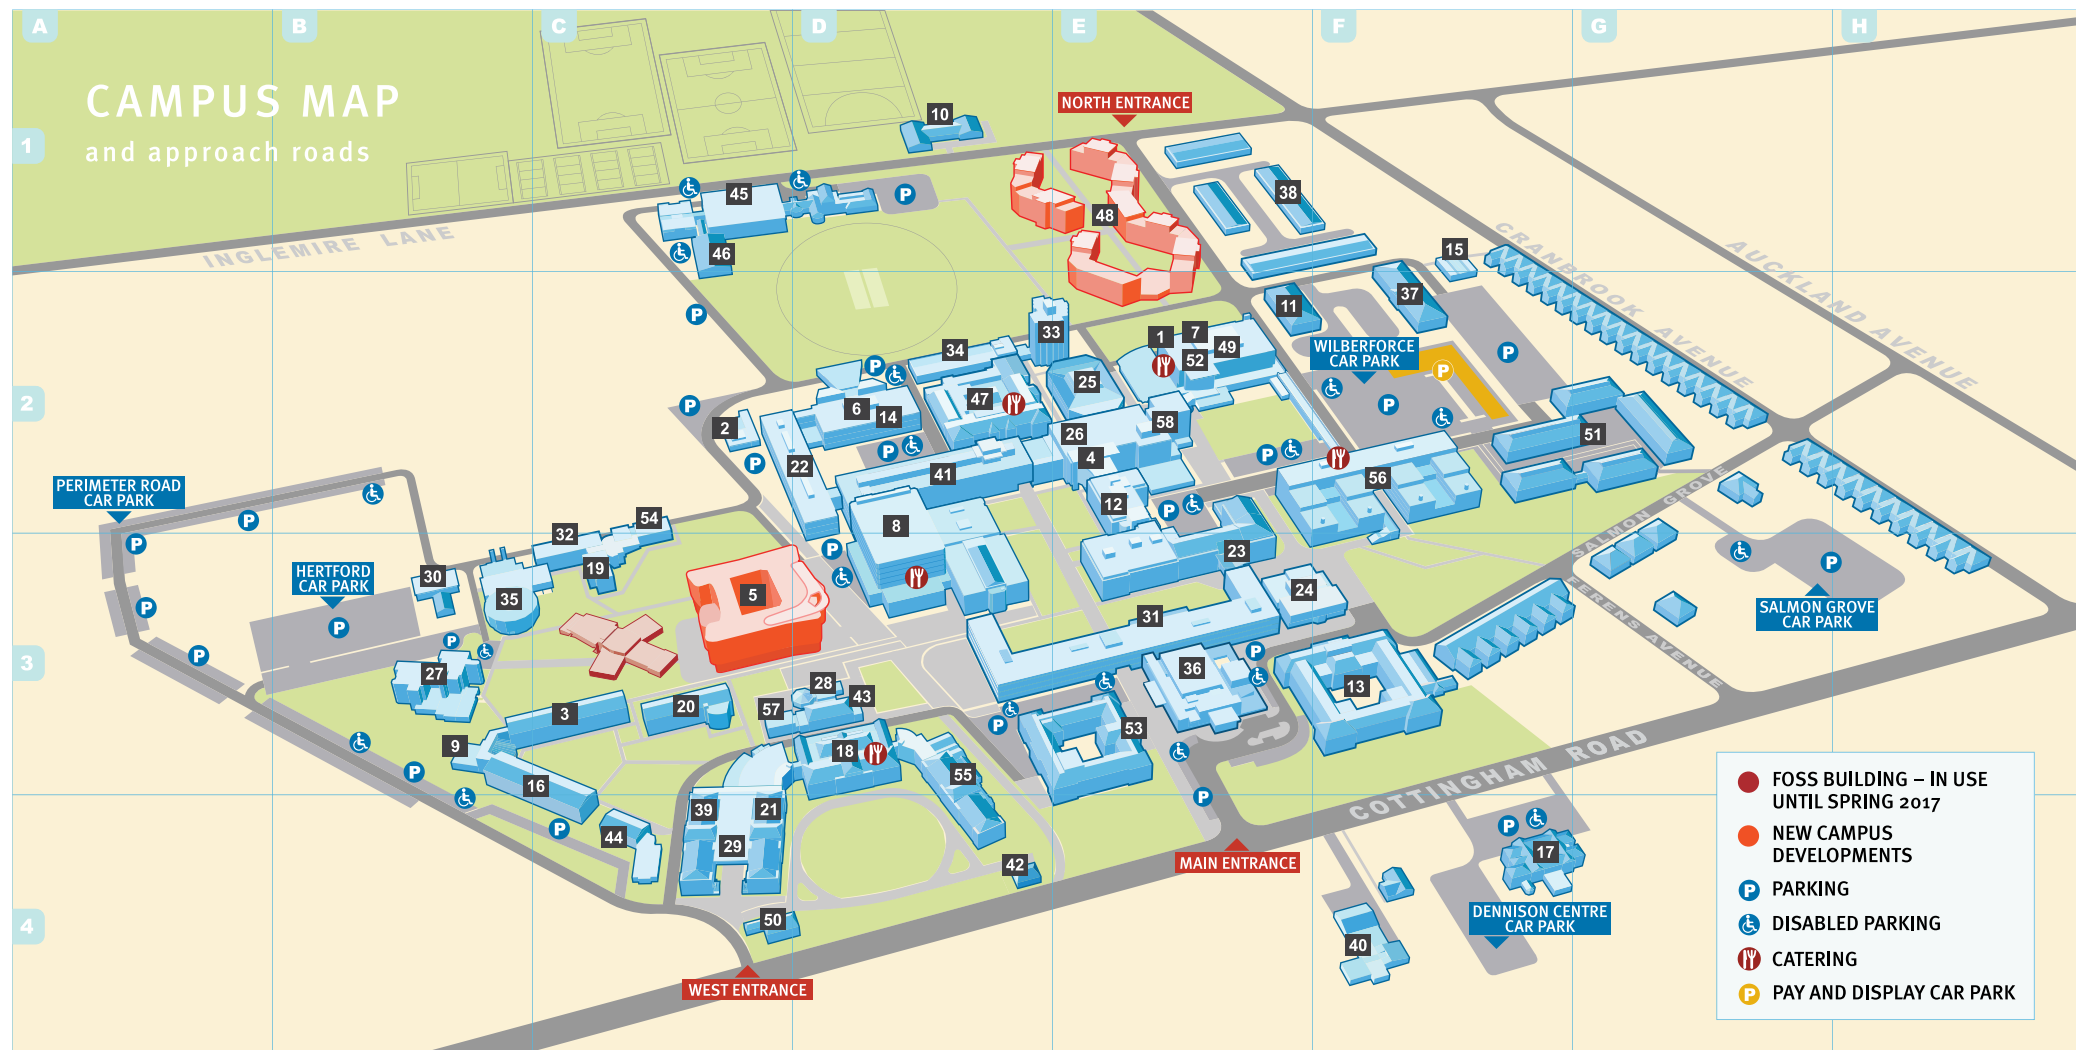 A
B
C
D
E
F
G
H
1
2
3
4
CAMPUS MAP
and approach roads
NORTH ENTRANCE
10
45
46
48
38
15
37
11
INGLEMIRE LANE
CRANBROOK AVENUE
AUCKLAND AVENUE
P
33
34
1
7
49
52
WILBERFORCE
CAR PARK
P
P
P
P
P
25
47
6
14
2
22
41
26
4
58
51
56
12
P
P
P
P
P
P
8
23
PERIMETER ROAD
CAR PARK
P
P
P
P
HERTFORD
CAR PARK
P
P
30
32
54
19
35
5
P
24
31
SALMON GROVE
FERENS AVENUE
P
SALMON GROVE
CAR PARK
27
3
20
57
28
43
36
13
P
53
P
9
16
18
55
COTTINGHAM ROAD
P
P
39
21
29
44
42
50
P
MAIN ENTRANCE
WEST ENTRANCE
P
17
DENNISON CENTRE
CAR PARK
40
FOSS BUILDING – IN USE
UNTIL SPRING 2017
NEW CAMPUS
DEVELOPMENTS
P PARKING
DISABLED PARKING
CATERING
P PAY AND DISPLAY CAR PARK